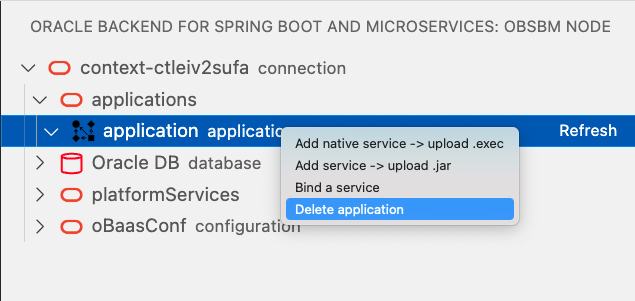 ORACLE BACKEND FOR SPRING BOOT AND MICROSERVICES: OBSBM NODE
context-ctleiv2sufa connection
applications
application applicatio
Refresh
Add native service -> upload .exec
Add service -> upload .jar
Bind a service
Delete application
Oracle DB database
platformServices
oBaasConf configuration